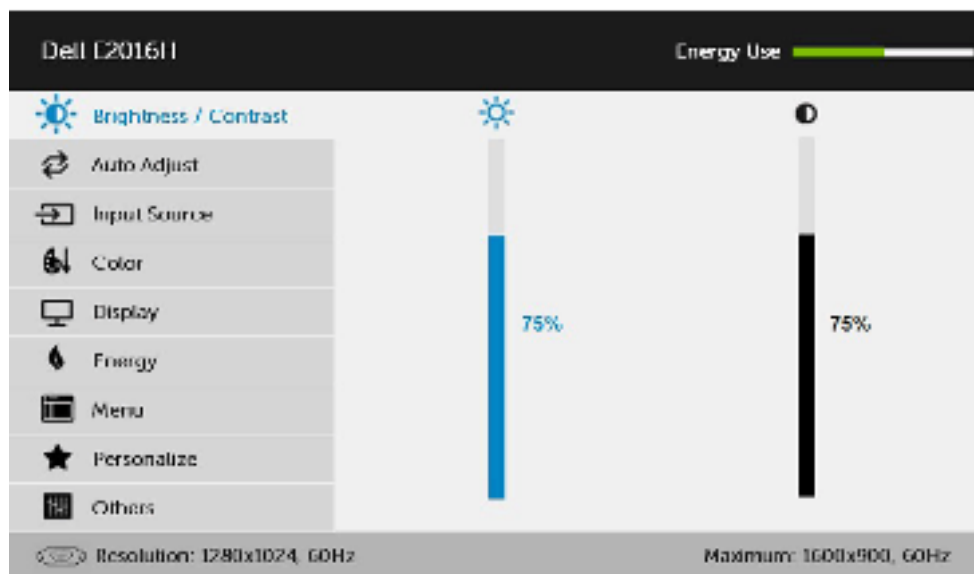 Dell E2016H
Energy Use
Brightness / Contrast
Auto Adjust
Input Source
Color
Display
75%
75%
Energy
Menu
Personalize
Others
Resolution: 1280x1024, 60Hz
Maximum: 1600x900, 60Hz